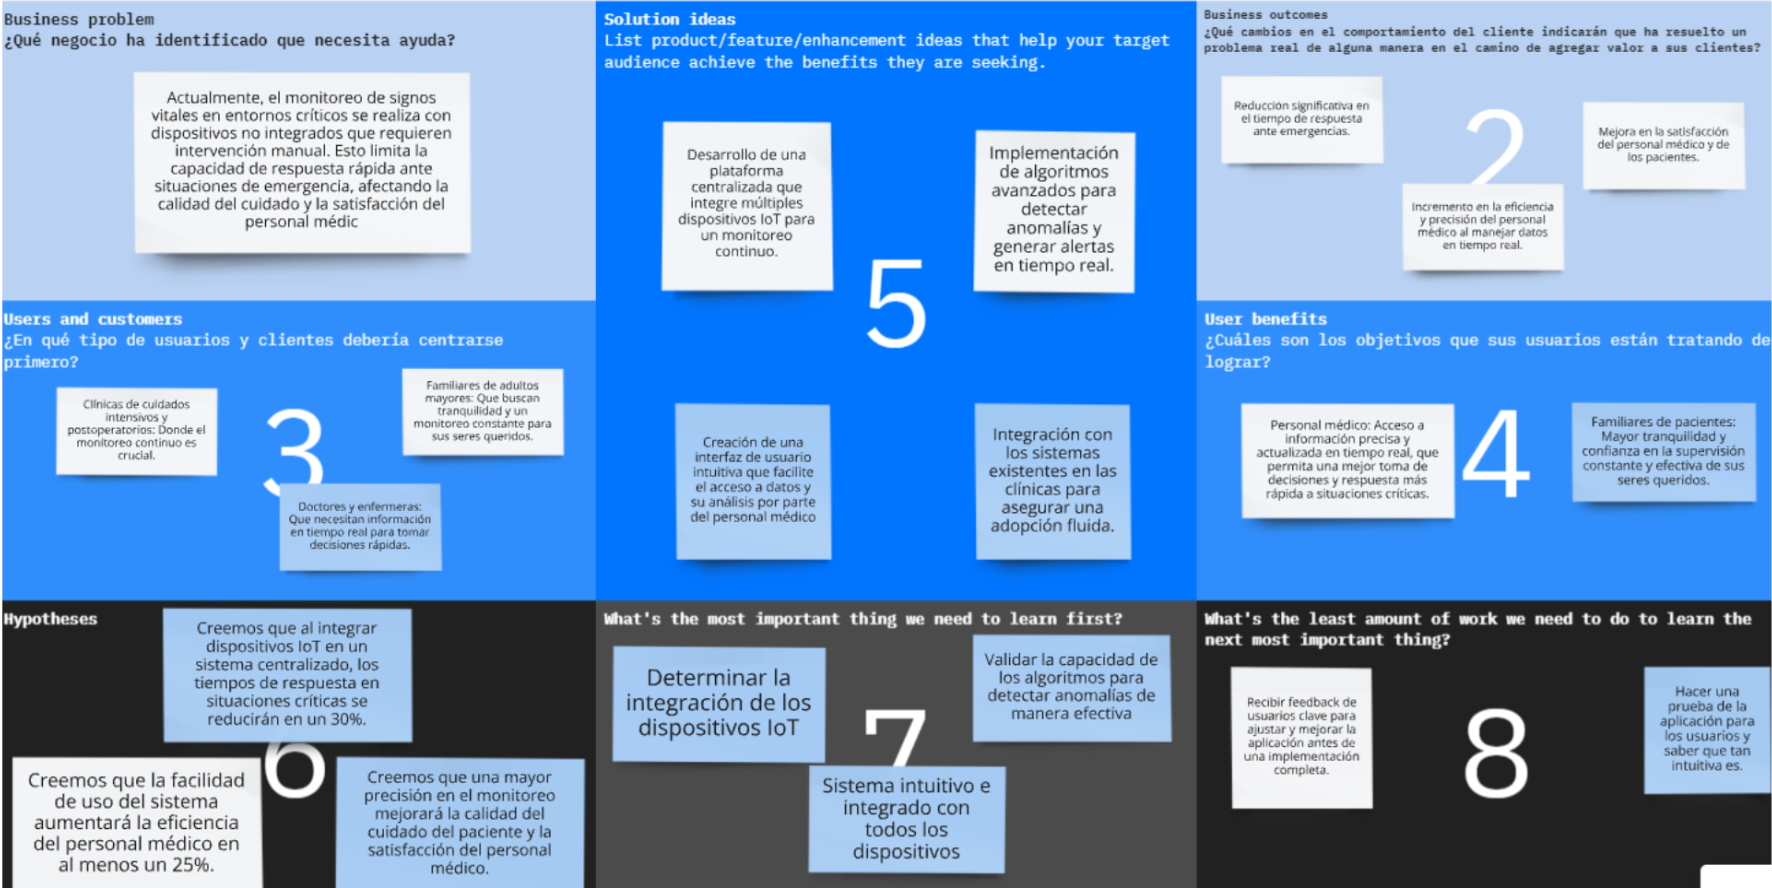 Business problem
¿Qué negocio ha identificado que necesita ayuda?
Actualmente, el monitoreo de signos
vitales en entornos críticos se realiza con
dispositivos no integrados que requieren
intervención manual. Esto limita la
capacidad de respuesta rápida ante
situaciones de emergencia, afectando la
calidad del cuidado y la satisfacción del
personal médic
Solution ideas
List product/feature/enhancement ideas that help your target
audience achieve the benefits they are seeking.
Desarrollo de una
plataforma
centralizada que
integre múltiples
dispositivos IoT para
un monitoreo
continuo.
Implementación
de algoritmos
avanzados para
detectar
anomalías y
generar alertas
en tiempo real.
5
Creación de una
interfaz de usuario
intuitiva que facilite
el acceso a datos y
su análisis por parte
del personal médico
Integración con
los sistemas
existentes en las
clínicas para
asegurar una
adopción fluida.
Business outcomes
¿Qué cambios en el comportamiento del cliente indicarán que ha resuelto un
problema real de alguna manera en el camino de agregar valor a sus clientes?
Reducción significativa en
el tiempo de respuesta
ante emergencias.
2
Mejora en la satisfacción
del personal médico y de
los pacientes.
Incremento en la eficiencia
y precisión del personal
médico al manejar datos
en tiempo real.
Users and customers
¿En qué tipo de usuarios y clientes debería centrarse
primero?
Clínicas de cuidados
intensivos y
postoperatorios: Donde el
monitoreo continuo es
crucial.
3
Familiares de adultos
mayores: Que buscan
tranquilidad y un
monitoreo constante para
sus seres queridos.
Doctores y enfermeras:
Que necesitan información
en tiempo real para tomar
decisiones rápidas.
User benefits
¿Cuáles son los objetivos que sus usuarios están tratando de
lograr?
Personal médico: Acceso a
información precisa y
actualizada en tiempo real, que
permita una mejor toma de
decisiones y respuesta más
rápida a situaciones críticas.
4
Familiares de pacientes:
Mayor tranquilidad y
confianza en la supervisión
constante y efectiva de sus
seres queridos.
Hypotheses
Creemos que al integrar
dispositivos IoT en un
sistema centralizado, los
tiempos de respuesta en
situaciones críticas se
reducirán en un 30%.
6
Creemos que la facilidad
de uso del sistema
aumentará la eficiencia
del personal médico en
al menos un 25%.
Creemos que una mayor
precisión en el monitoreo
mejorará la calidad del
cuidado del paciente y la
satisfacción del personal
médico.
What's the most important thing we need to learn first?
Determinar la
integración de los
dispositivos IoT
7
Validar la capacidad de
los algoritmos para
detectar anomalías de
manera efectiva
Sistema intuitivo e
integrado con
todos los
dispositivos
What's the least amount of work we need to do to learn the
next most important thing?
Recibir feedback de
usuarios clave para
ajustar y mejorar la
aplicación antes de
una implementación
completa.
8
Hacer una
prueba de la
aplicación para
los usuarios y
saber que tan
intuitiva es.